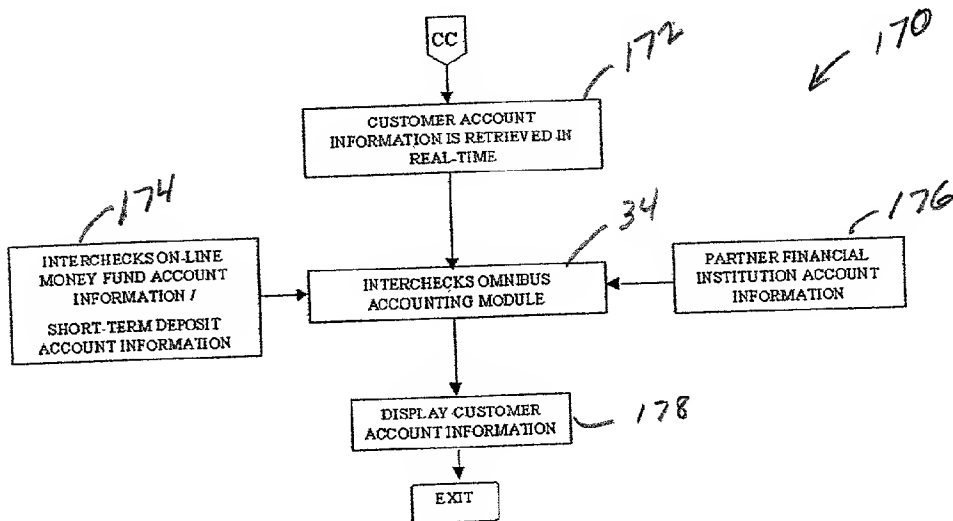 CC
172
170
CUSTOMER ACCOUNT
INFORMATION IS RETRIEVED IN
REAL-TIME
174
34
176
INTERCHECKS ON-LINE
MONEY FUND ACCOUNT
INFORMATION /
SHORT-TERM DEPOSIT
ACCOUNT INFORMATION
INTERCHECKS OMNIBUS
ACCOUNTING MODULE
PARTNER FINANCIAL
INSTITUTION ACCOUNT
INFORMATION
DISPLAY CUSTOMER
ACCOUNT INFORMATION
178
EXIT